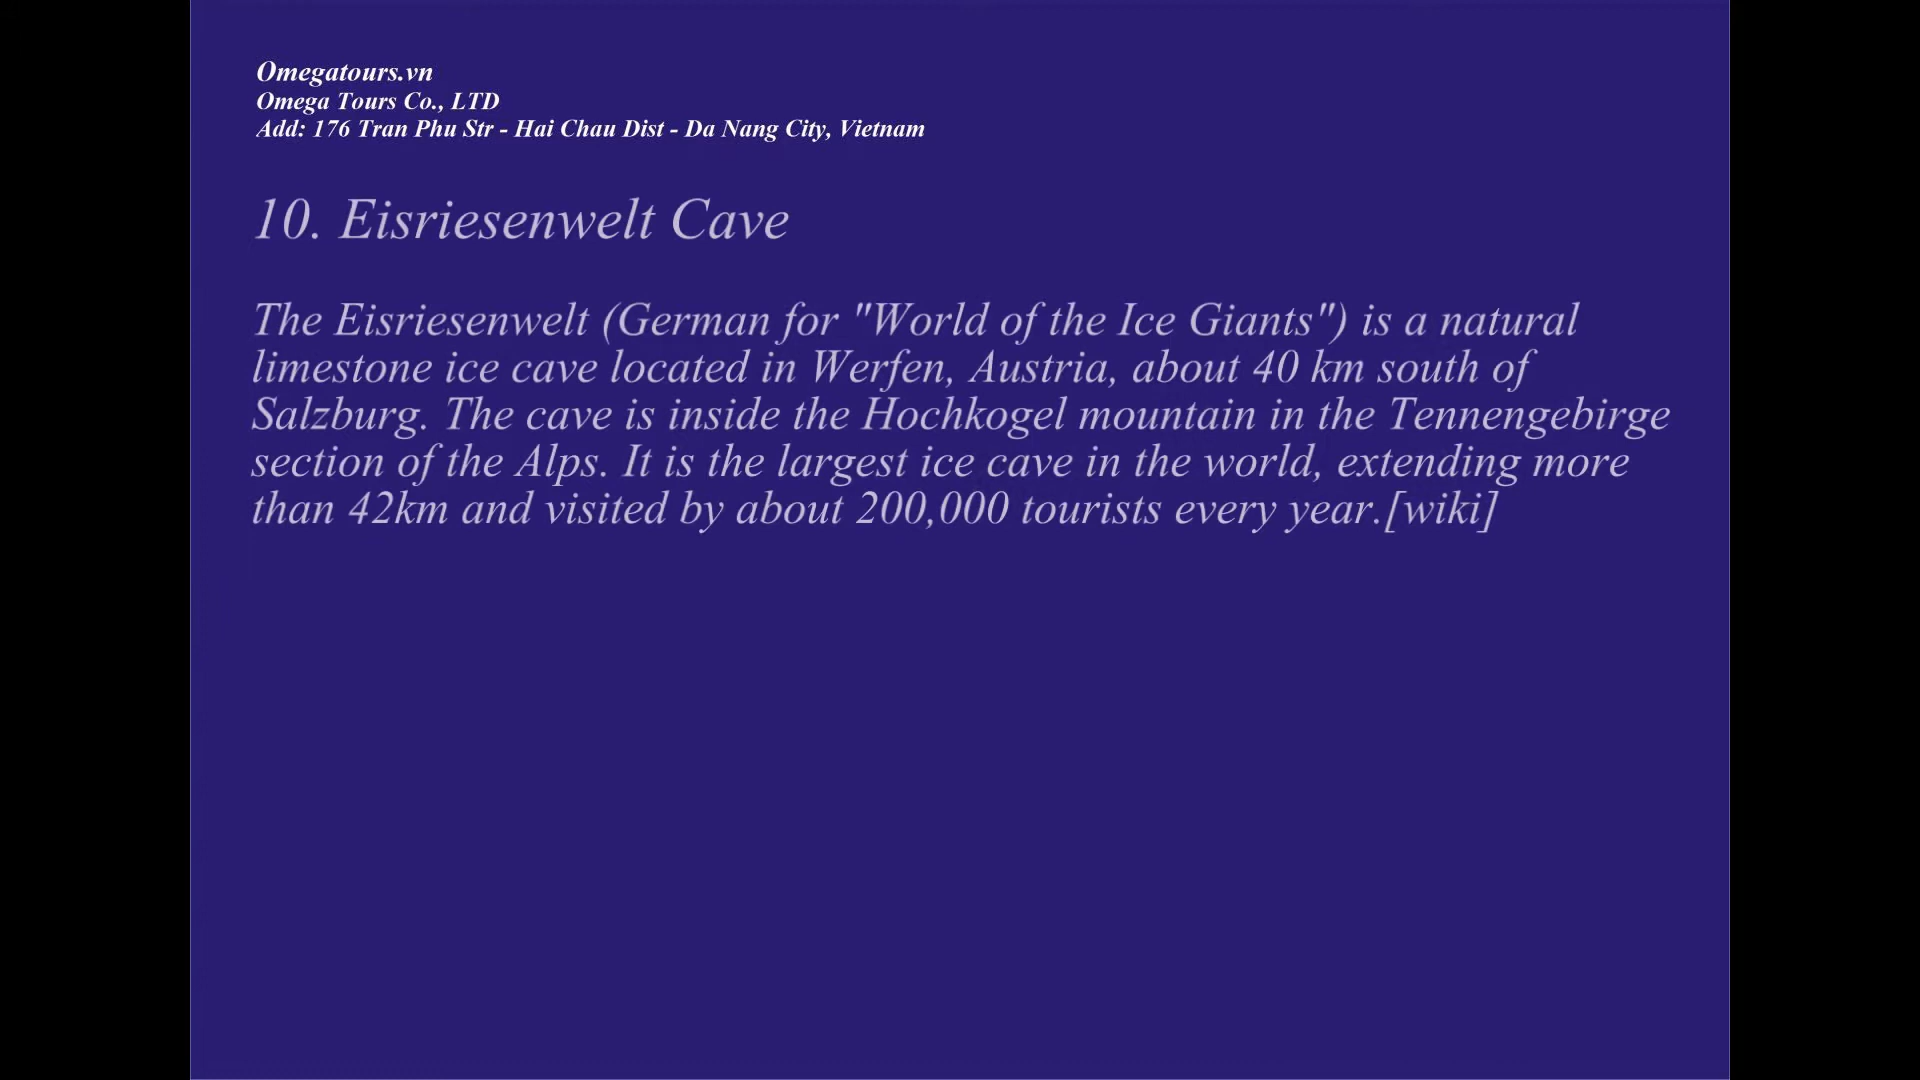 Omegatours.vn
Omega Tours Co., LTD
Add: 176 Tran Phu Str - Hai Chau Dist - Da Nang City, Vietnam
10. Eisriesenwelt Cave
The Eisriesenwelt (German for "World of the Ice Giants") is a natural
limestone ice cave located in Werfen, Austria, about 40 km south of
Salzburg. The cave is inside the Hochkogel mountain in the Tennengebirge
section of the Alps. It is the largest ice cave in the world, extending more
than 42km and visited by about 200,000 tourists every year.[wiki]